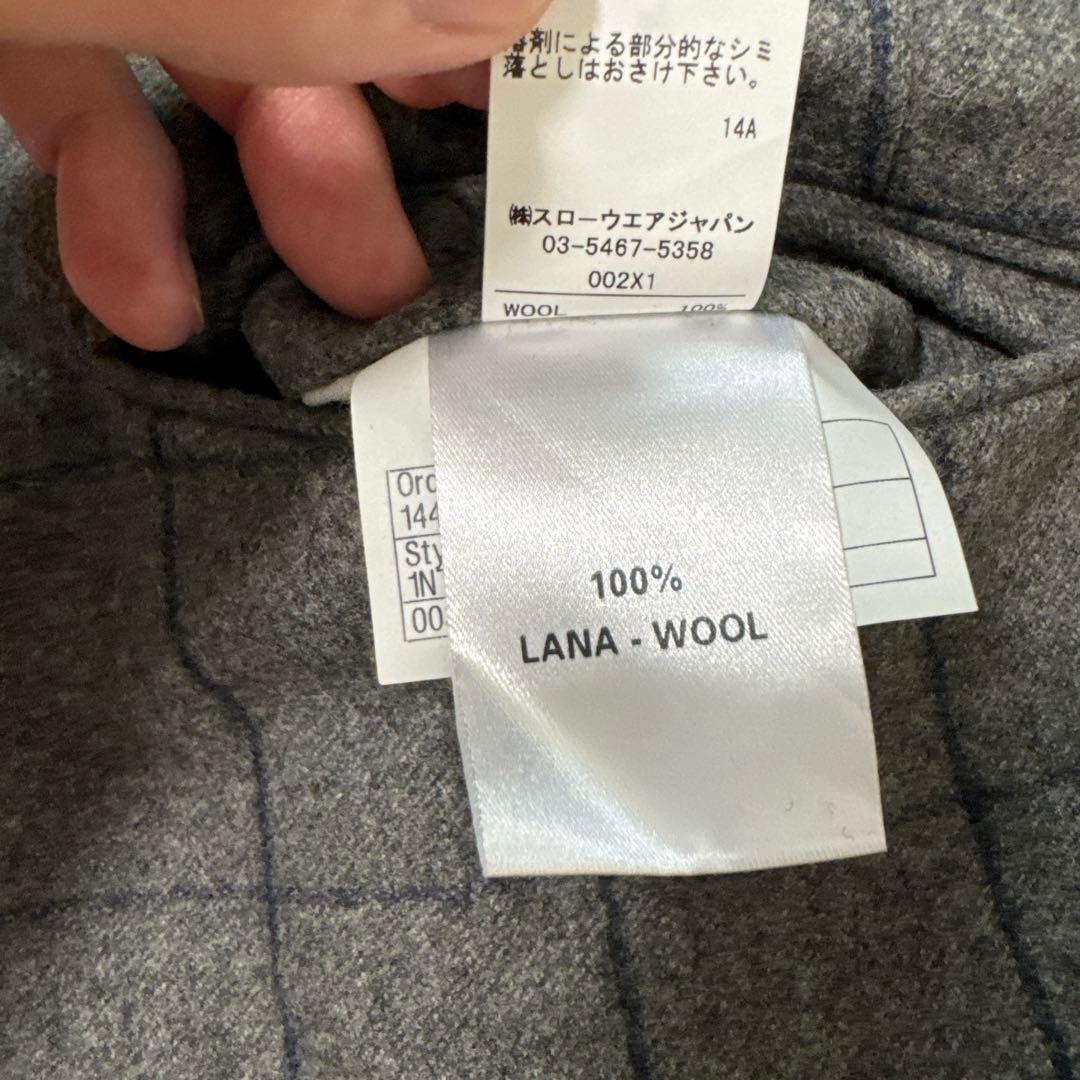 溶剤による部分的なシミ
落としはおさけ下さい。
14A
㈱スローウエアジャパン
03-5467-5358
002X1
WOOL 100%
100%
LANA - WOOL